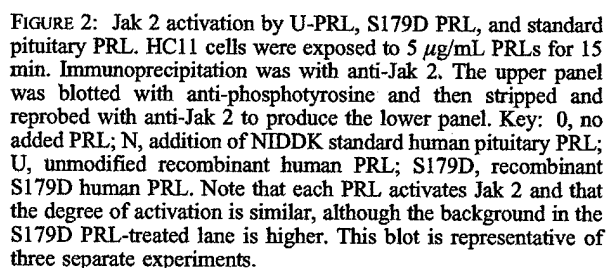 FIGURE 2: Jak 2 activation by U-PRL, S179D PRL, and standard
pituitary PRL. HC11 cells were exposed to 5 μg/mL PRLs for 15
min. Immunoprecipitation was with anti-Jak 2. The upper panel
was blotted with anti-phosphotyrosine and then stripped and
reprobed with anti-Jak 2 to produce the lower panel. Key: 0, no
added PRL; N, addition of NIDDK standard human pituitary PRL;
U, unmodified recombinant human PRL; S179D, recombinant
S179D human PRL. Note that each PRL activates Jak 2 and that
the degree of activation is similar, although the background in the
S179D PRL-treated lane is higher. This blot is representative of
three separate experiments.